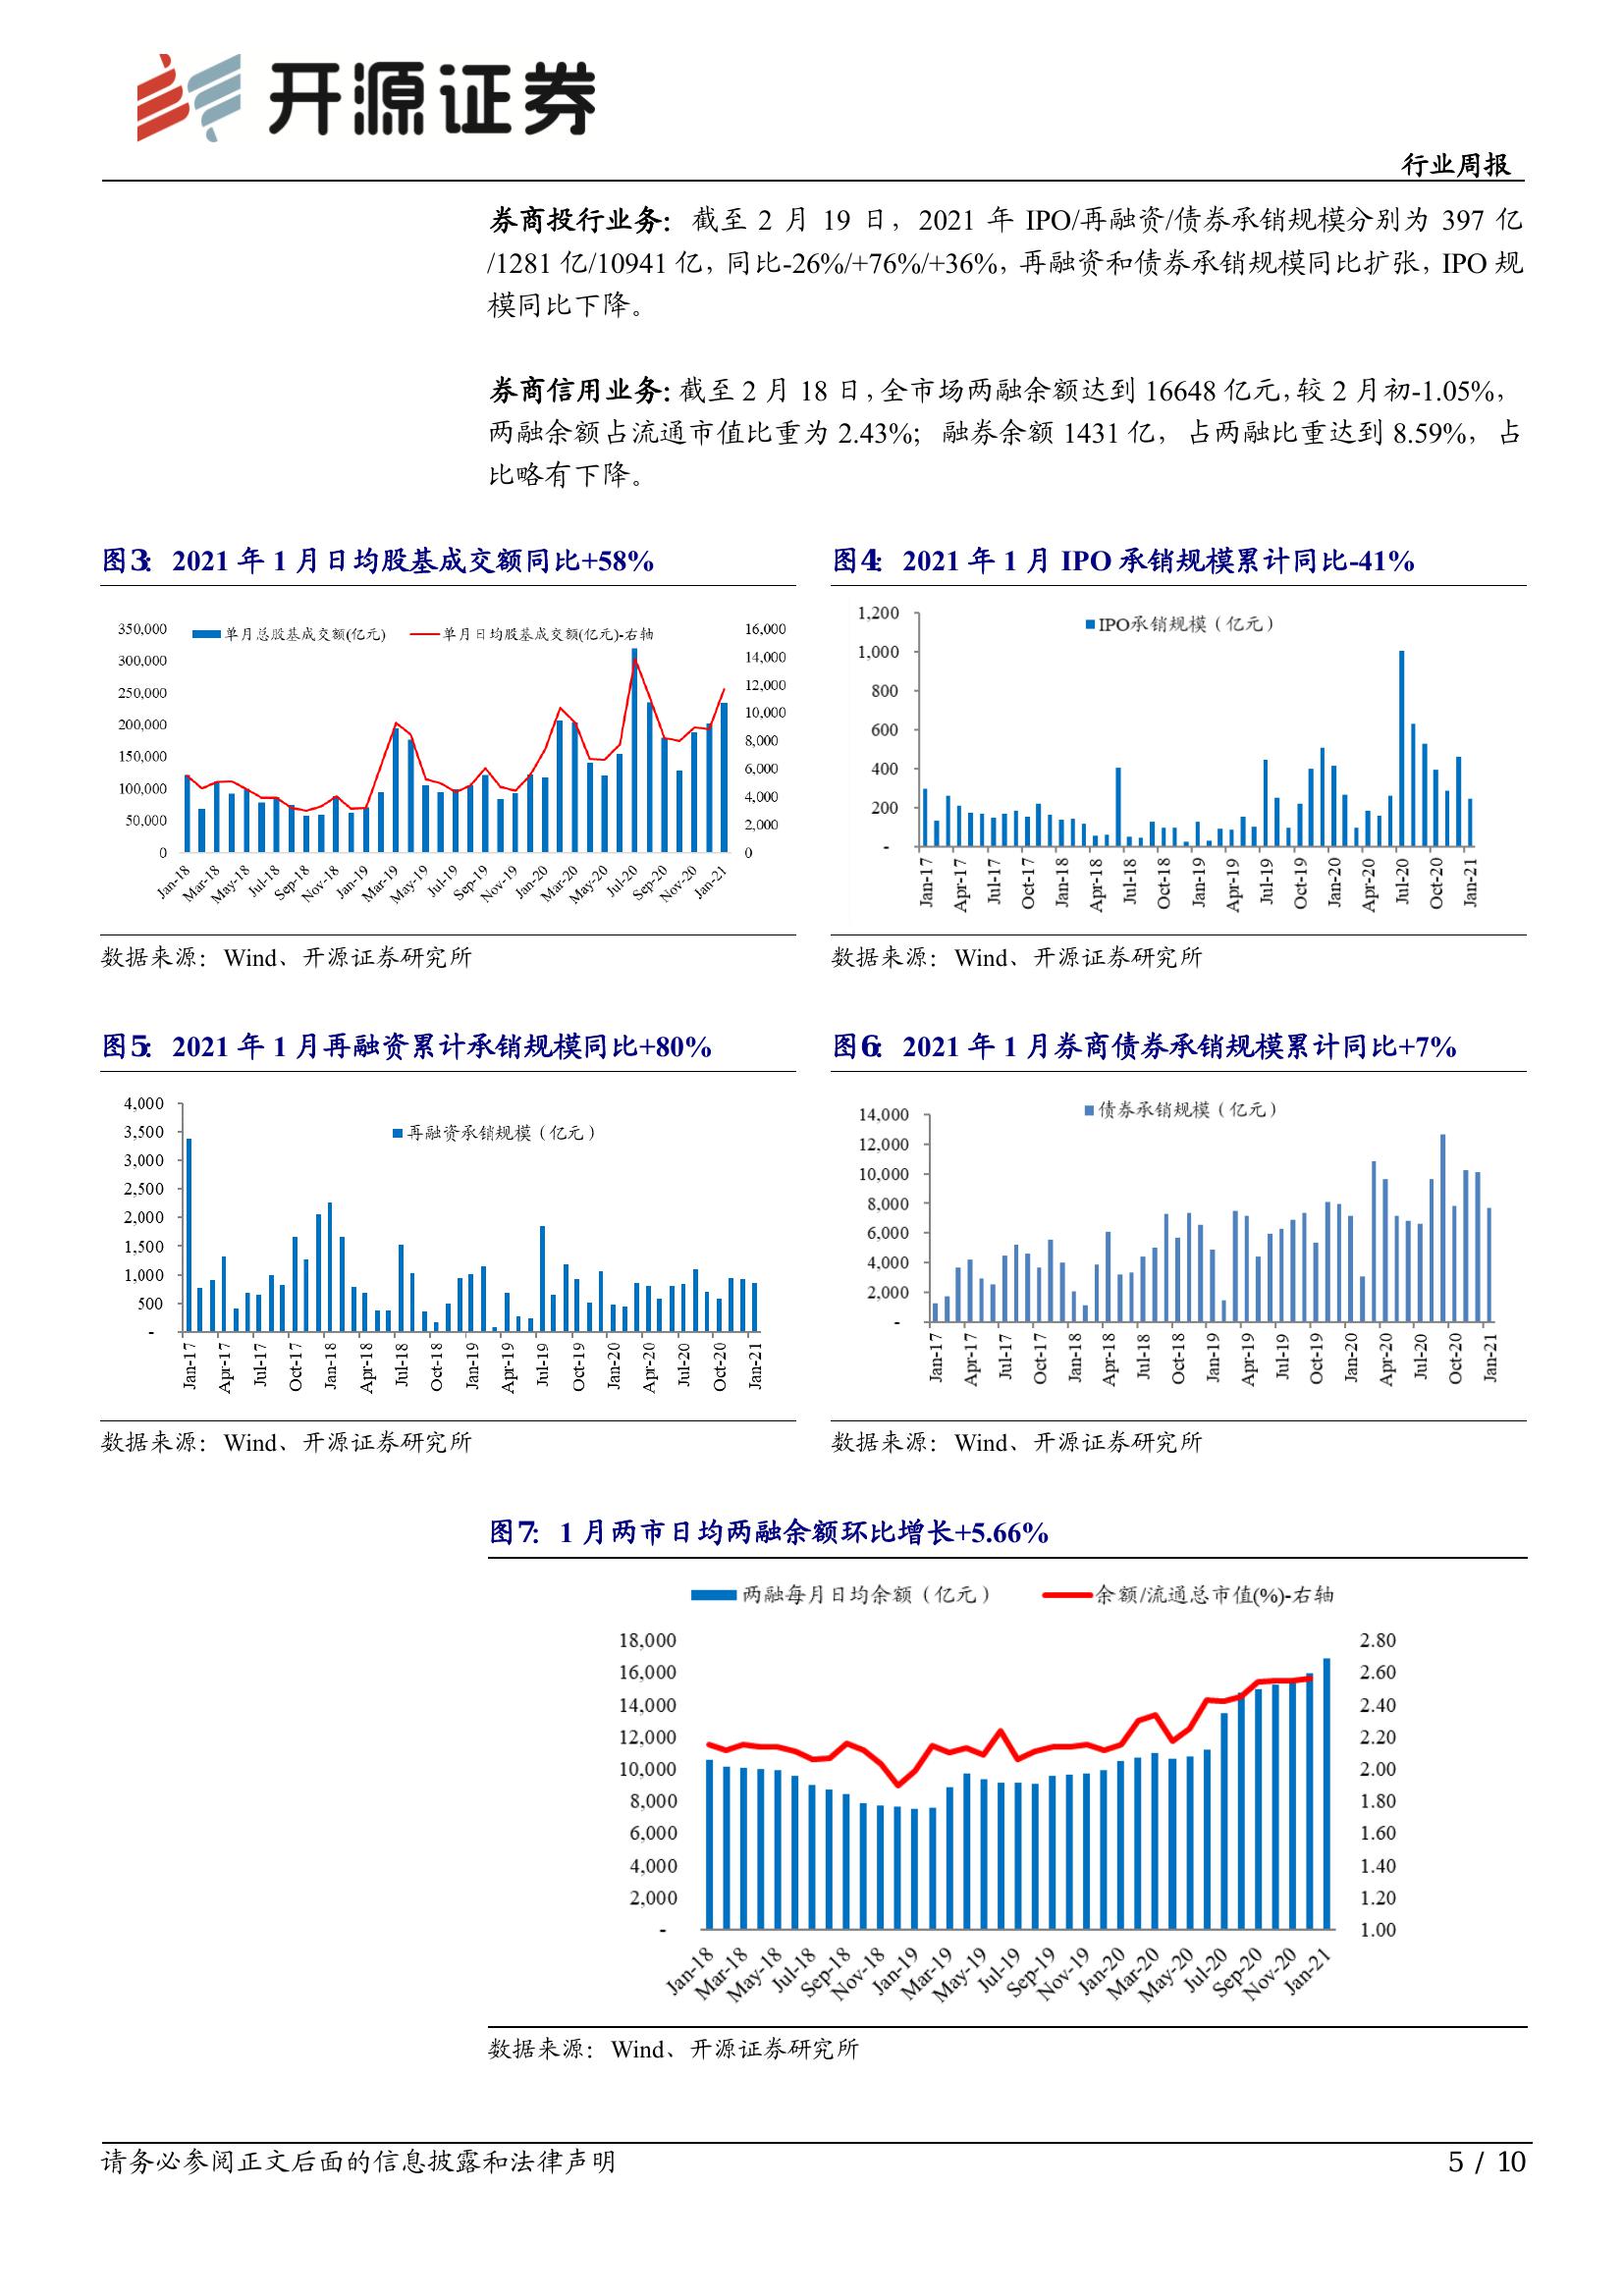 开源证券
行业周报
券商投行业务：截至 2 月 19 日，2021 年 IPO/再融资/债券承销规模分别为 397 亿
/1281 亿/10941 亿，同比-26%/+76%/+36%，再融资和债券承销规模同比扩张，IPO 规
模同比下降。
券商信用业务：截至 2 月 18 日，全市场两融余额达到 16648 亿元，较 2 月初-1.05%，
两融余额占流通市值比重为 2.43%；融券余额 1431 亿，占两融比重达到 8.59%，占
比略有下降。
图3：2021 年 1 月日均股基成交额同比+58%
单月总股基成交额(亿元)
单月日均股基成交额(亿元)-右轴
350,000
300,000
250,000
200,000
150,000
100,000
50,000
0
16,000
14,000
12,000
10,000
8,000
6,000
4,000
2,000
0
Jan-18 Mar-18 May-18 Jul-18 Sep-18 Nov-18 Jan-19 Mar-19 May-19 Jul-19 Sep-19 Nov-19 Jan-20 Mar-20 May-20 Jul-20 Sep-20 Nov-20 Jan-21
数据来源：Wind、开源证券研究所
图4：2021 年 1 月 IPO 承销规模累计同比-41%
IPO承销规模（亿元）
1,200
1,000
800
600
400
200
-
Jan-17 Apr-17 Jul-17 Oct-17 Jan-18 Apr-18 Jul-18 Oct-18 Jan-19 Apr-19 Jul-19 Oct-19 Jan-20 Apr-20 Jul-20 Oct-20 Jan-21
数据来源：Wind、开源证券研究所
图5：2021 年 1 月再融资累计承销规模同比+80%
再融资承销规模（亿元）
4,000
3,500
3,000
2,500
2,000
1,500
1,000
500
-
Jan-17 Apr-17 Jul-17 Oct-17 Jan-18 Apr-18 Jul-18 Oct-18 Jan-19 Apr-19 Jul-19 Oct-19 Jan-20 Apr-20 Jul-20 Oct-20 Jan-21
数据来源：Wind、开源证券研究所
图6：2021 年 1 月券商债券承销规模累计同比+7%
债券承销规模（亿元）
14,000
12,000
10,000
8,000
6,000
4,000
2,000
-
Jan-17 Apr-17 Jul-17 Oct-17 Jan-18 Apr-18 Jul-18 Oct-18 Jan-19 Apr-19 Jul-19 Oct-19 Jan-20 Apr-20 Jul-20 Oct-20 Jan-21
数据来源：Wind、开源证券研究所
图7：1 月两市日均两融余额环比增长+5.66%
两融每月日均余额（亿元）
余额/流通总市值(%)-右轴
18,000
16,000
14,000
12,000
10,000
8,000
6,000
4,000
2,000
-
2.80
2.60
2.40
2.20
2.00
1.80
1.60
1.40
1.20
1.00
Jan-18 Mar-18 May-18 Jul-18 Sep-18 Nov-18 Jan-19 Mar-19 May-19 Jul-19 Sep-19 Nov-19 Jan-20 Mar-20 May-20 Jul-20 Sep-20 Nov-20 Jan-21
数据来源：Wind、开源证券研究所
请务必参阅正文后面的信息披露和法律声明
5 / 10